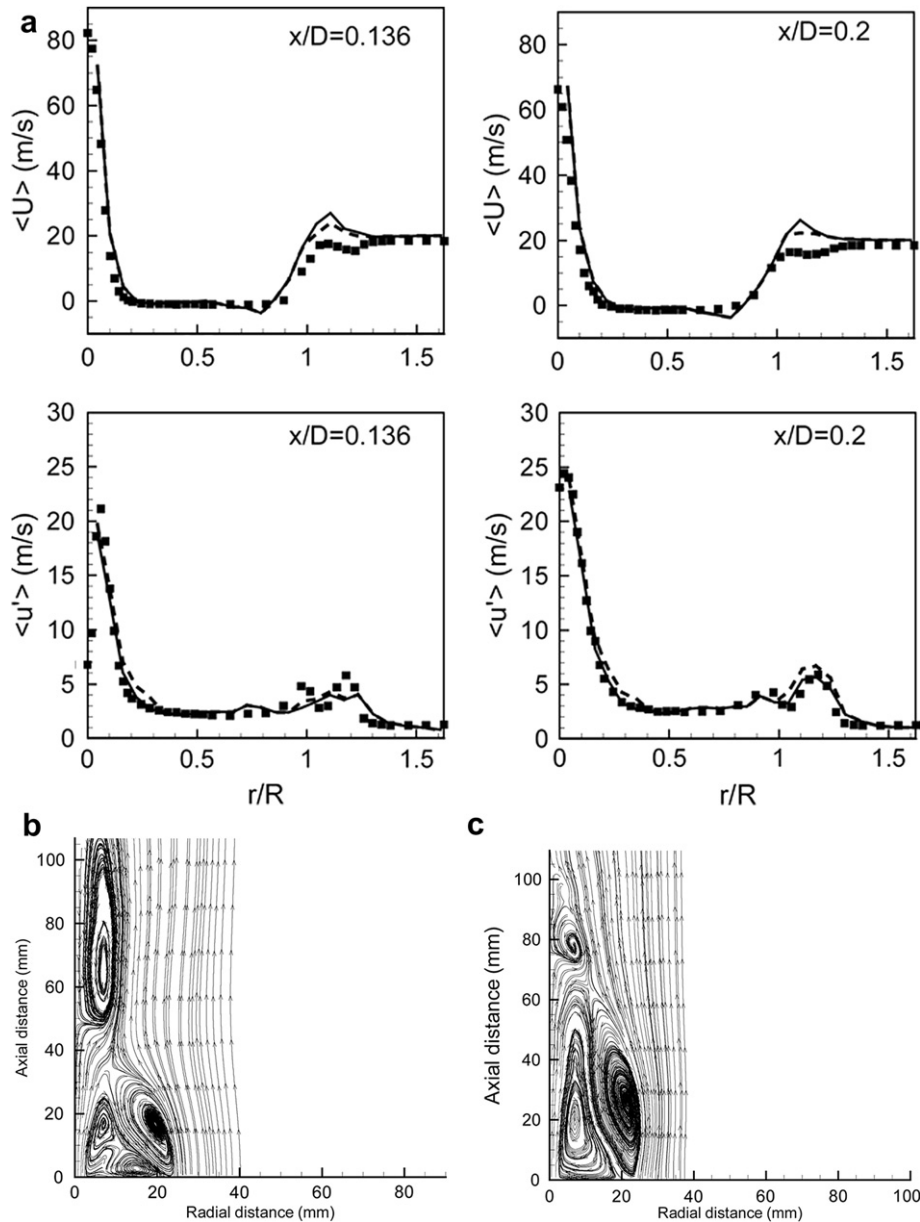 a
x/D=0.136
<U> (m/s)
80
60
40
20
0
0 0.5 1 1.5
x/D=0.2
<U> (m/s)
80
60
40
20
0
0 0.5 1 1.5
x/D=0.136
<u'> (m/s)
30
25
20
15
10
5
0
0 0.5 1 1.5
r/R
x/D=0.2
<u'> (m/s)
30
25
20
15
10
5
0
0 0.5 1 1.5
r/R
b
Axial distance (mm)
100
80
60
40
20
0
0 20 40 60 80
Radial distance (mm)
c
Axial distance (mm)
100
80
60
40
20
0
0 20 40 60 80 100
Radial distance (mm)